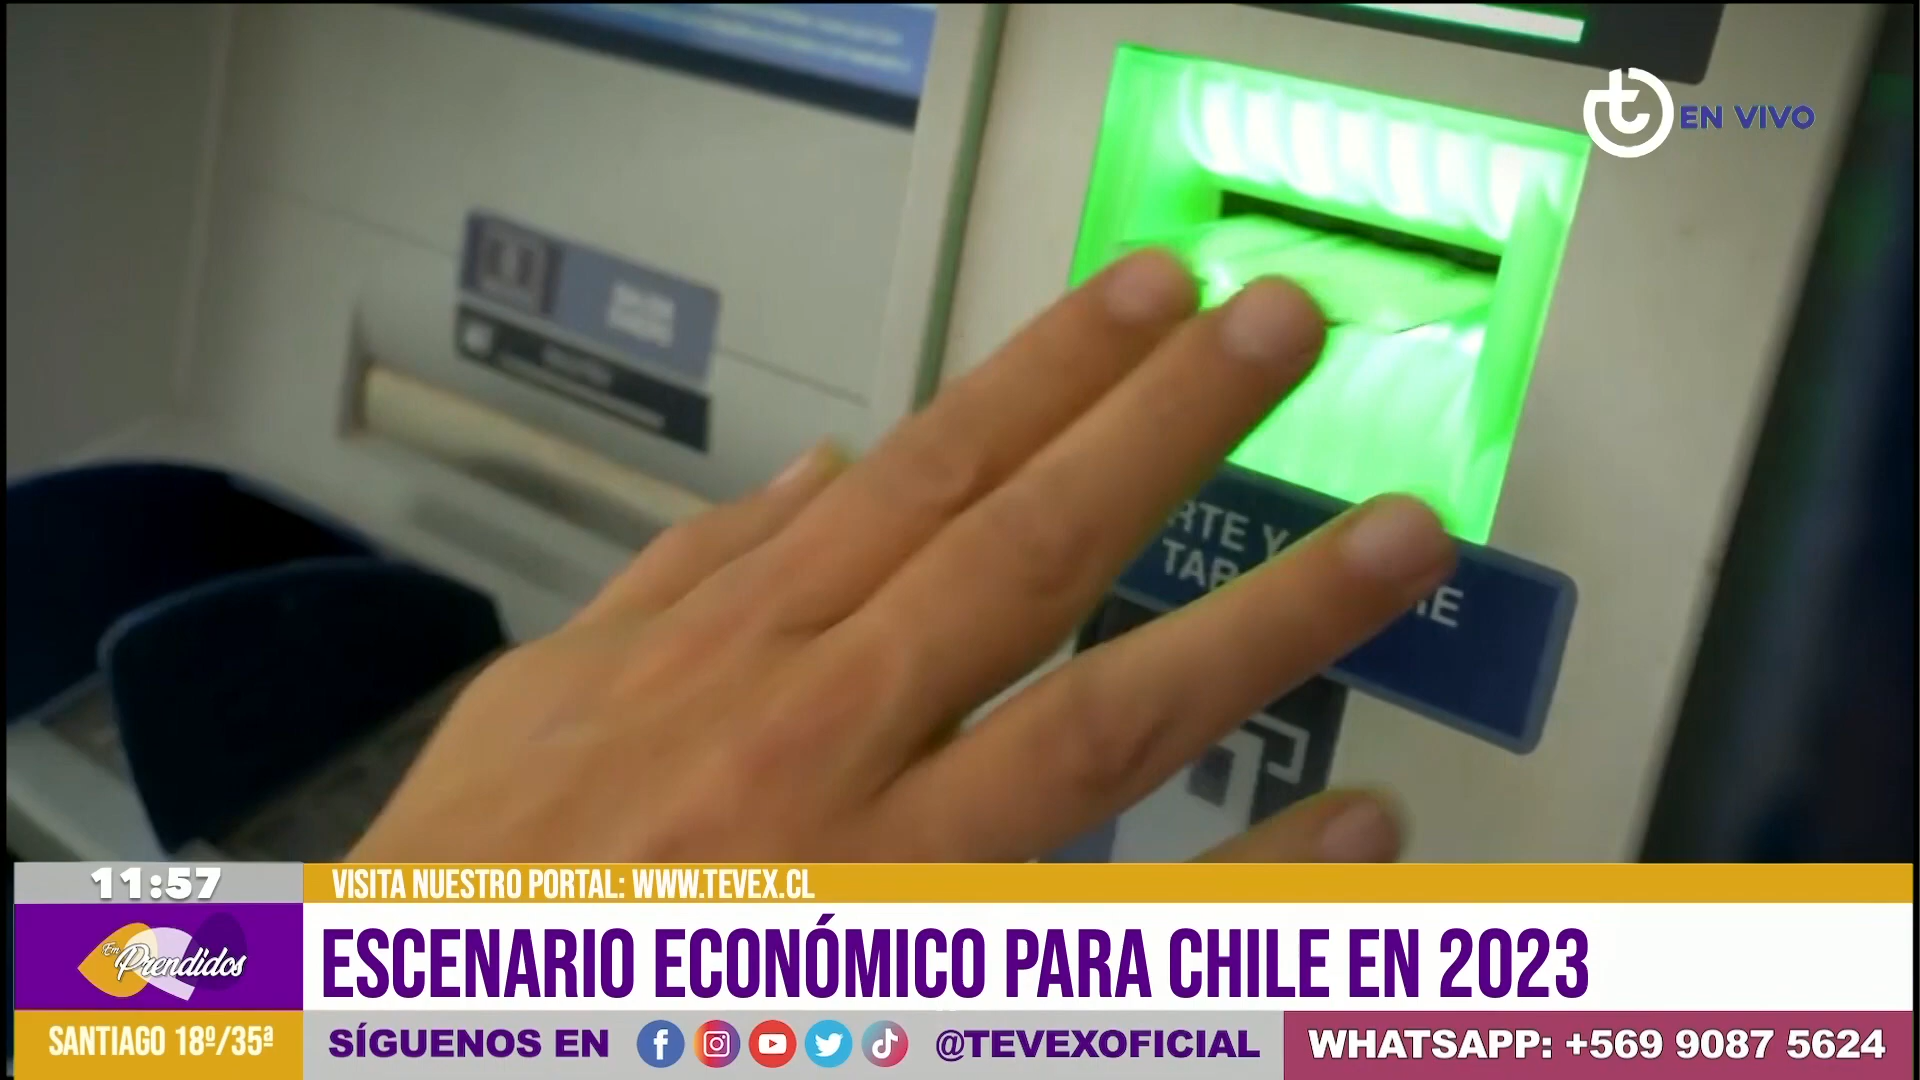 EN VIVO
11:57
VISITA NUESTRO PORTAL: WWW.TEVEX.CL
Em Prendidos
ESCENARIO ECONÓMICO PARA CHILE EN 2023
SANTIAGO 18º/35ª
SÍGUENOS EN
@TEVEXOFICIAL
WHATSAPP: +569 9087 5624